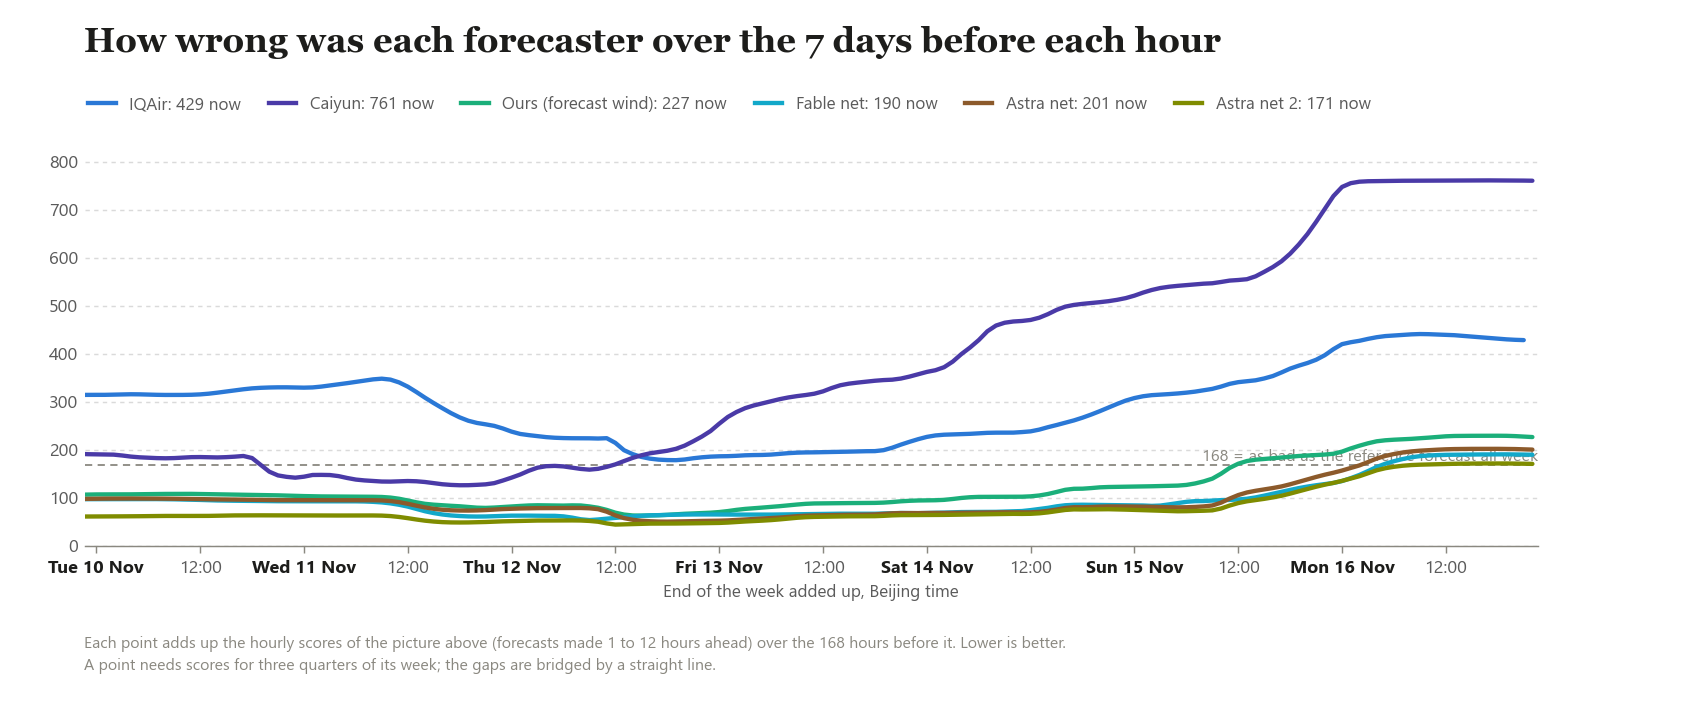 How wrong was each forecaster over the 7 days before each hour
IQAir: 429 now Caiyun: 761 now Ours (forecast wind): 227 now Fable net: 190 now Astra net: 201 now Astra net 2: 171 now
800
700
600
500
400
300
200
168 = as bad as the reference forecast all week
100
0
Tue 10 Nov 12:00 Wed 11 Nov 12:00 Thu 12 Nov 12:00 Fri 13 Nov 12:00 Sat 14 Nov 12:00 Sun 15 Nov 12:00 Mon 16 Nov 12:00
End of the week added up, Beijing time
Each point adds up the hourly scores of the picture above (forecasts made 1 to 12 hours ahead) over the 168 hours before it. Lower is better.
A point needs scores for three quarters of its week; the gaps are bridged by a straight line.